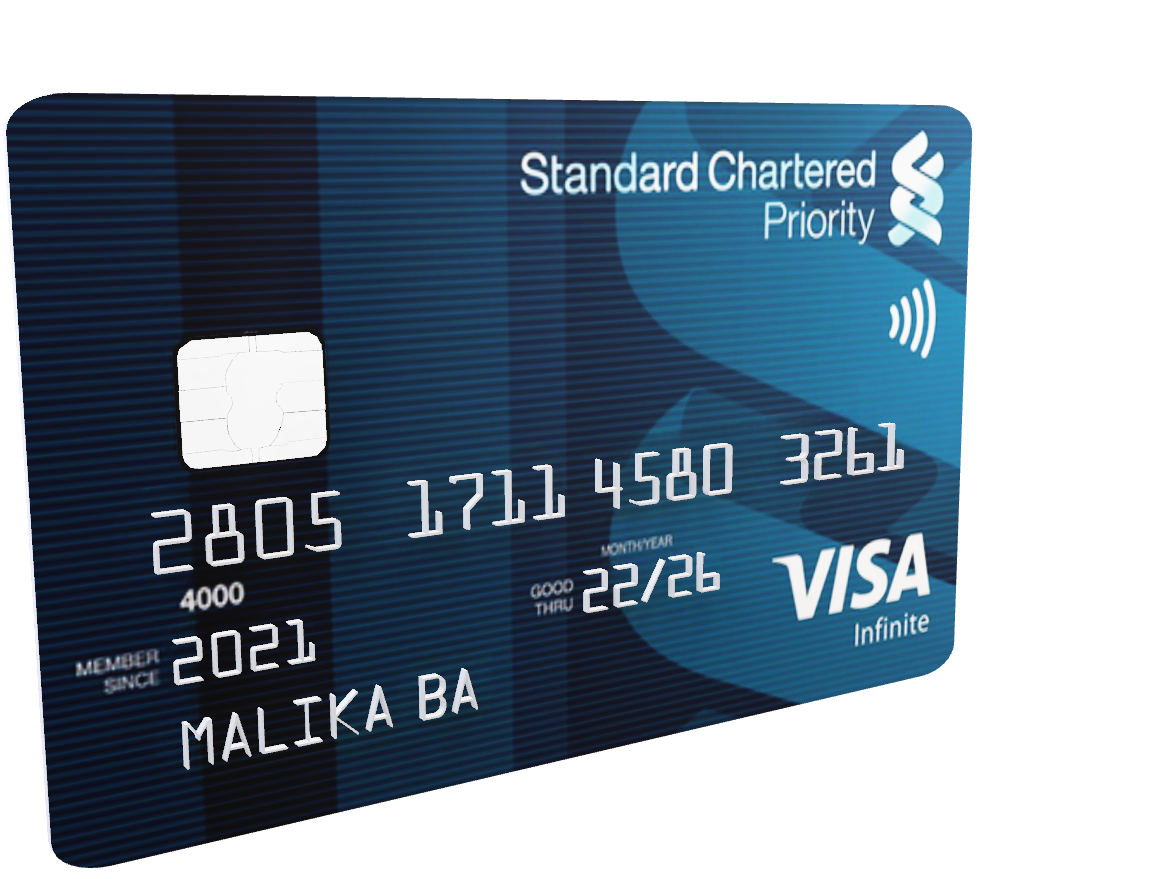 Standard Chartered
Priority
2805 1711 4580 3261
4000
MONTH/YEAR
GOOD THRU 22/26
VISA
Infinite
MEMBER SINCE 2021
MALIKA BA